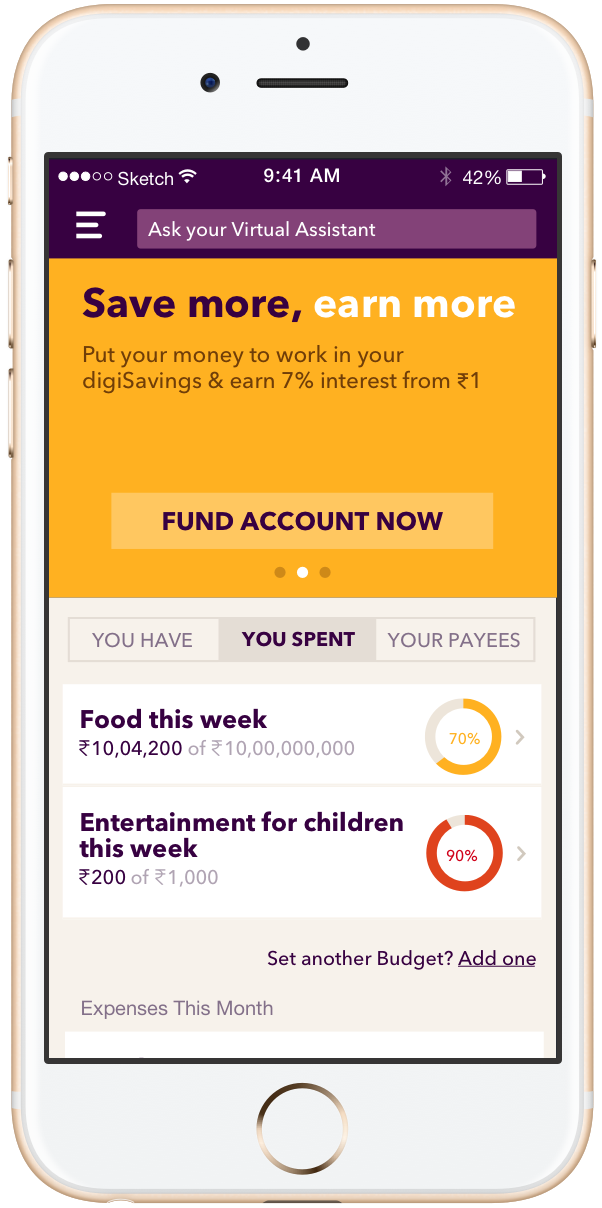 Sketch 9:41 AM 42%
Ask your Virtual Assistant
Save more, earn more
Put your money to work in your
digiSavings & earn 7% interest from ₹1
FUND ACCOUNT NOW
YOU HAVE YOU SPENT YOUR PAYEES
Food this week
₹10,04,200 of ₹10,00,000,000
70%
Entertainment for children
this week
₹200 of ₹1,000
90%
Set another Budget? Add one
Expenses This Month